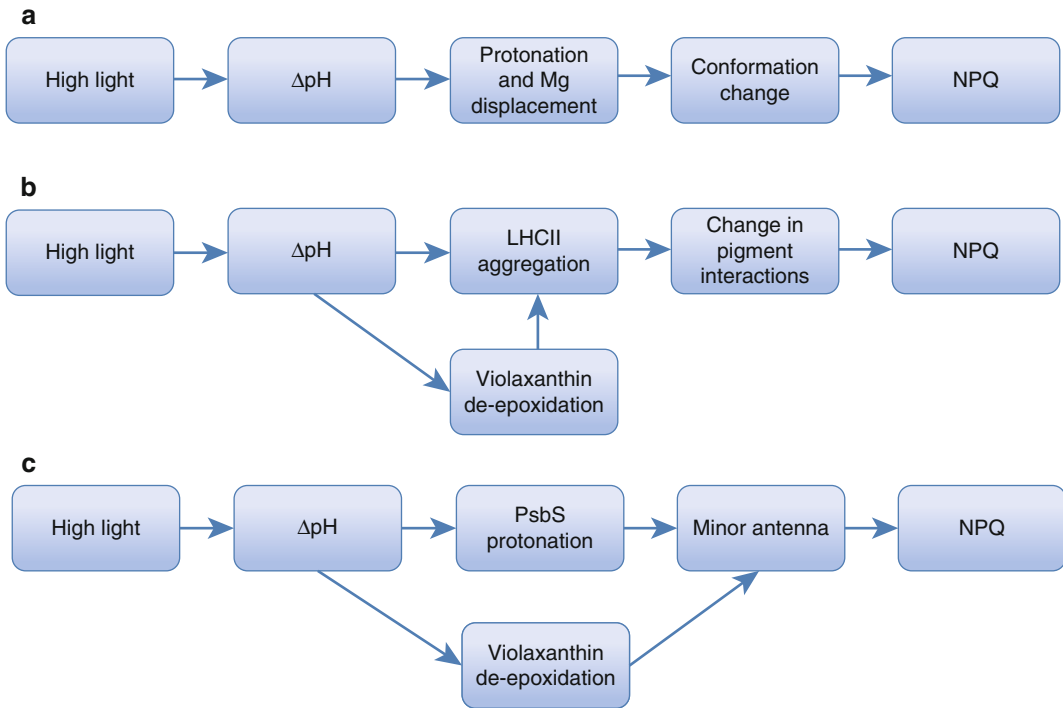 a
High light
ΔpH
Protonation
and Mg
displacement
Conformation
change
NPQ
b
High light
ΔpH
LHCII
aggregation
Change in
pigment
interactions
NPQ
Violaxanthin
de-epoxidation
c
High light
ΔpH
PsbS
protonation
Minor antenna
NPQ
Violaxanthin
de-epoxidation